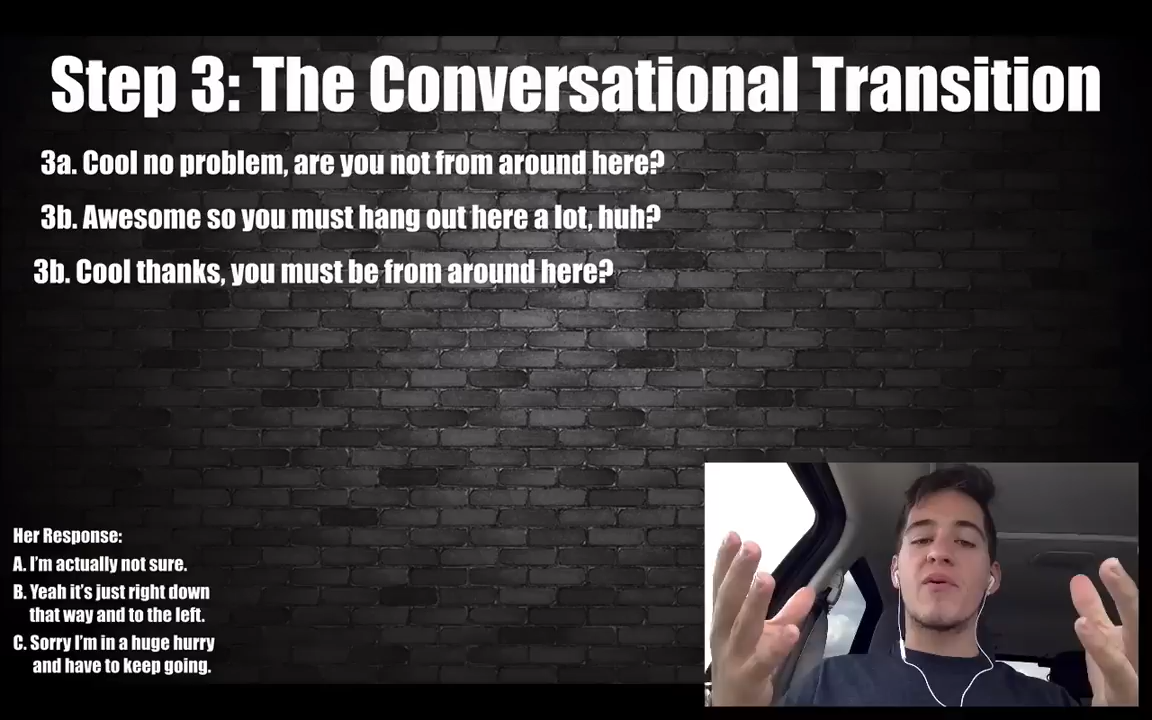 Step 3: The Conversational Transition
3a. Cool no problem, are you not from around here?
3b. Awesome so you must hang out here a lot, huh?
3b. Cool thanks, you must be from around here?
Her Response:
A. I'm actually not sure.
B. Yeah it's just right down
that way and to the left.
C. Sorry I'm in a huge hurry
and have to keep going.